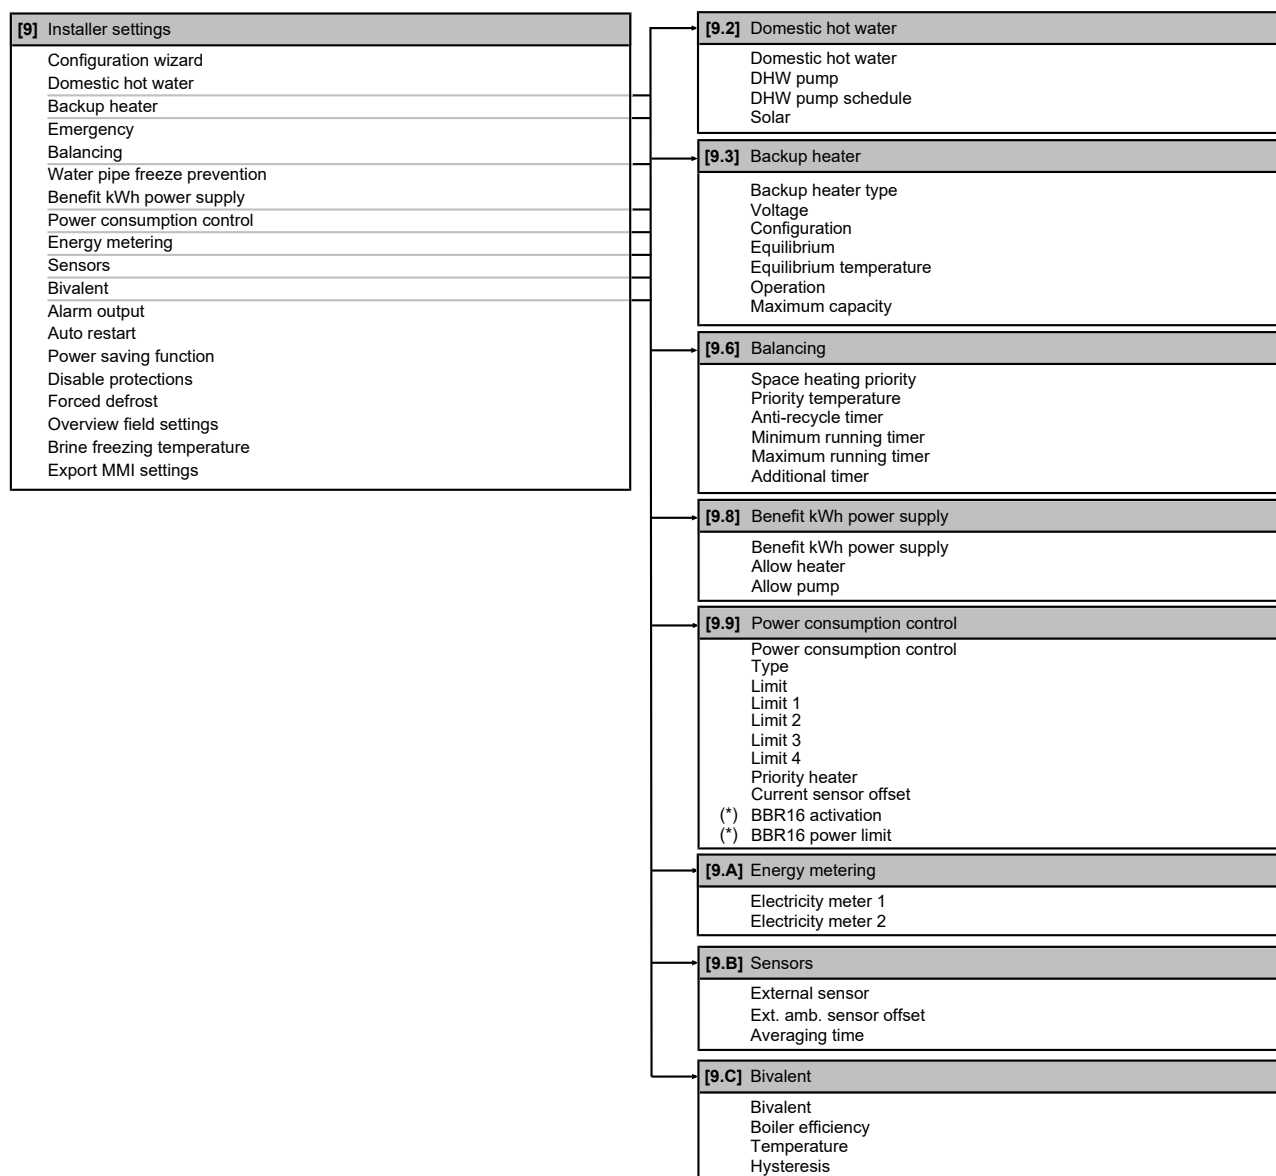 [9] Installer settings
Configuration wizard
Domestic hot water
Backup heater
Emergency
Balancing
Water pipe freeze prevention
Benefit kWh power supply
Power consumption control
Energy metering
Sensors
Bivalent
Alarm output
Auto restart
Power saving function
Disable protections
Forced defrost
Overview field settings
Brine freezing temperature
Export MMI settings
[9.2] Domestic hot water
Domestic hot water
DHW pump
DHW pump schedule
Solar
[9.3] Backup heater
Backup heater type
Voltage
Configuration
Equilibrium
Equilibrium temperature
Operation
Maximum capacity
[9.6] Balancing
Space heating priority
Priority temperature
Anti-recycle timer
Minimum running timer
Maximum running timer
Additional timer
[9.8] Benefit kWh power supply
Benefit kWh power supply
Allow heater
Allow pump
[9.9] Power consumption control
Power consumption control
Type
Limit
Limit 1
Limit 2
Limit 3
Limit 4
Priority heater
Current sensor offset
(*) BBR16 activation
(*) BBR16 power limit
[9.A] Energy metering
Electricity meter 1
Electricity meter 2
[9.B] Sensors
External sensor
Ext. amb. sensor offset
Averaging time
[9.C] Bivalent
Bivalent
Boiler efficiency
Temperature
Hysteresis